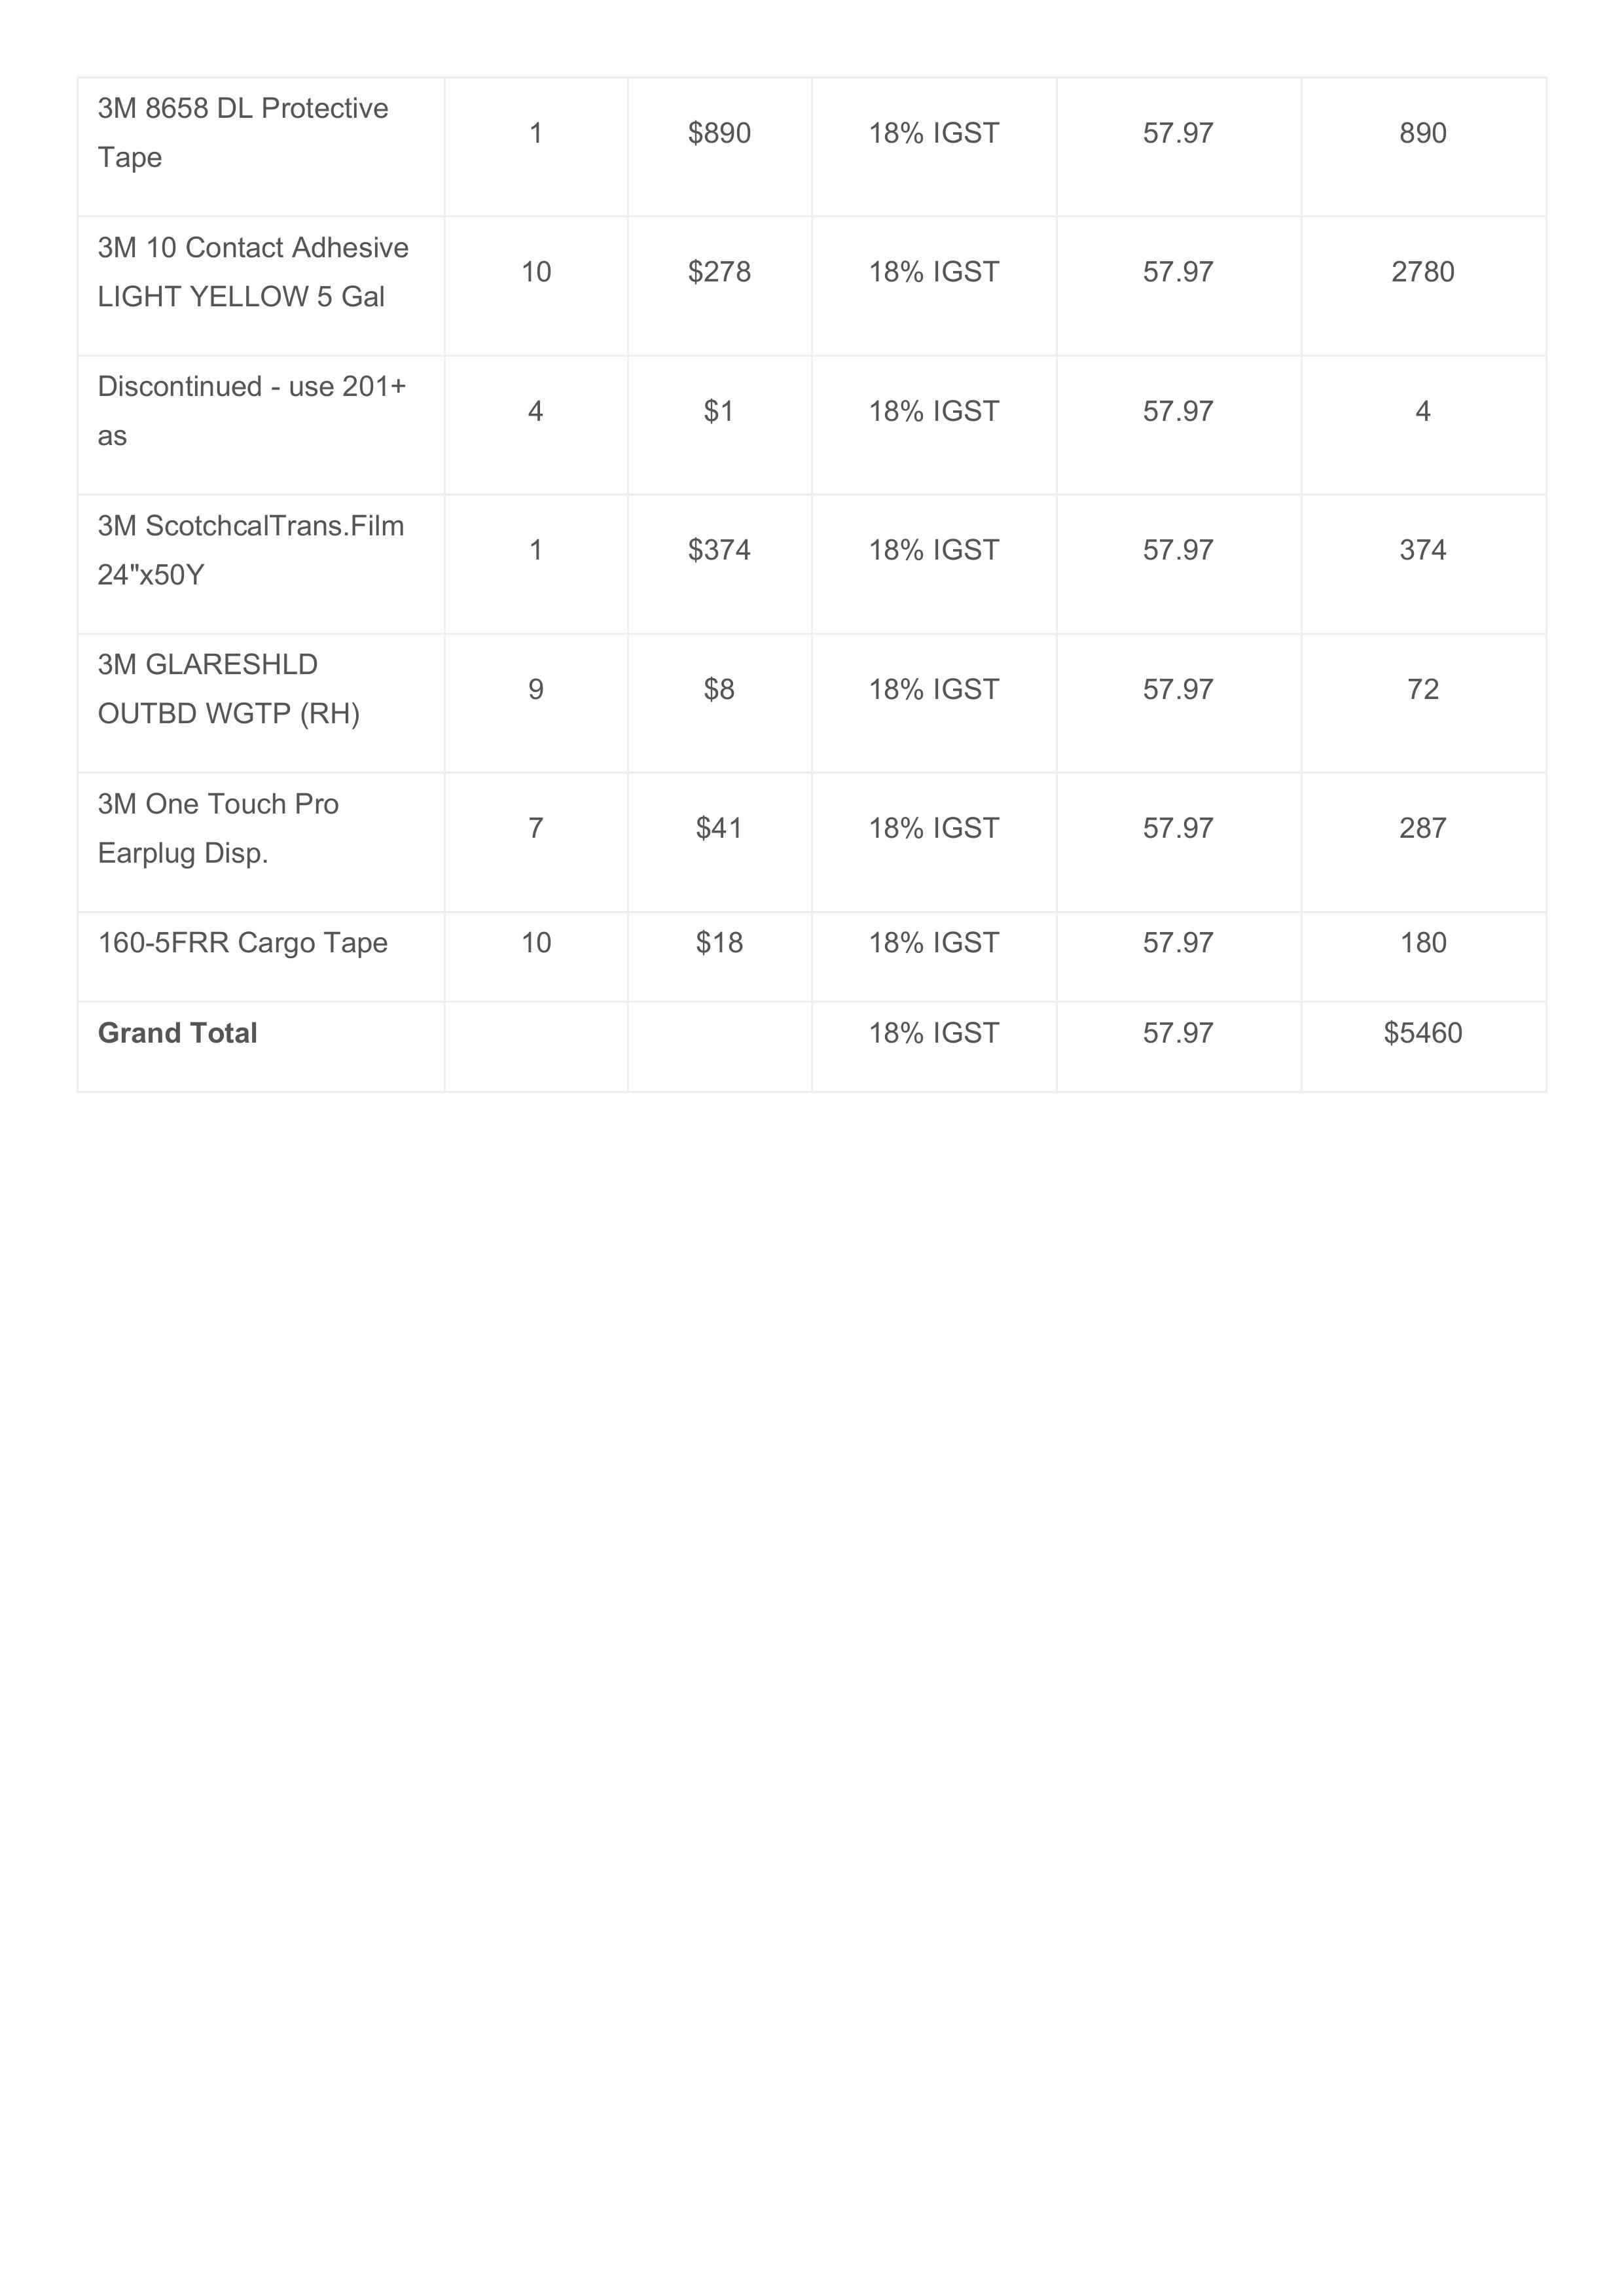 3M 8658 DL Protective
Tape
1
$890
18% IGST
57.97
890
3M 10 Contact Adhesive
LIGHT YELLOW 5 Gal
10
$278
18% IGST
57.97
2780
Discontinued - use 201+
as
4
$1
18% IGST
57.97
4
3M ScotchcalTrans.Film
24"x50Y
1
$374
18% IGST
57.97
374
3M GLARESHLD
OUTBD WGTP (RH)
9
$8
18% IGST
57.97
72
3M One Touch Pro
Earplug Disp.
7
$41
18% IGST
57.97
287
160-5FRR Cargo Tape
10
$18
18% IGST
57.97
180
Grand Total
18% IGST
57.97
$5460